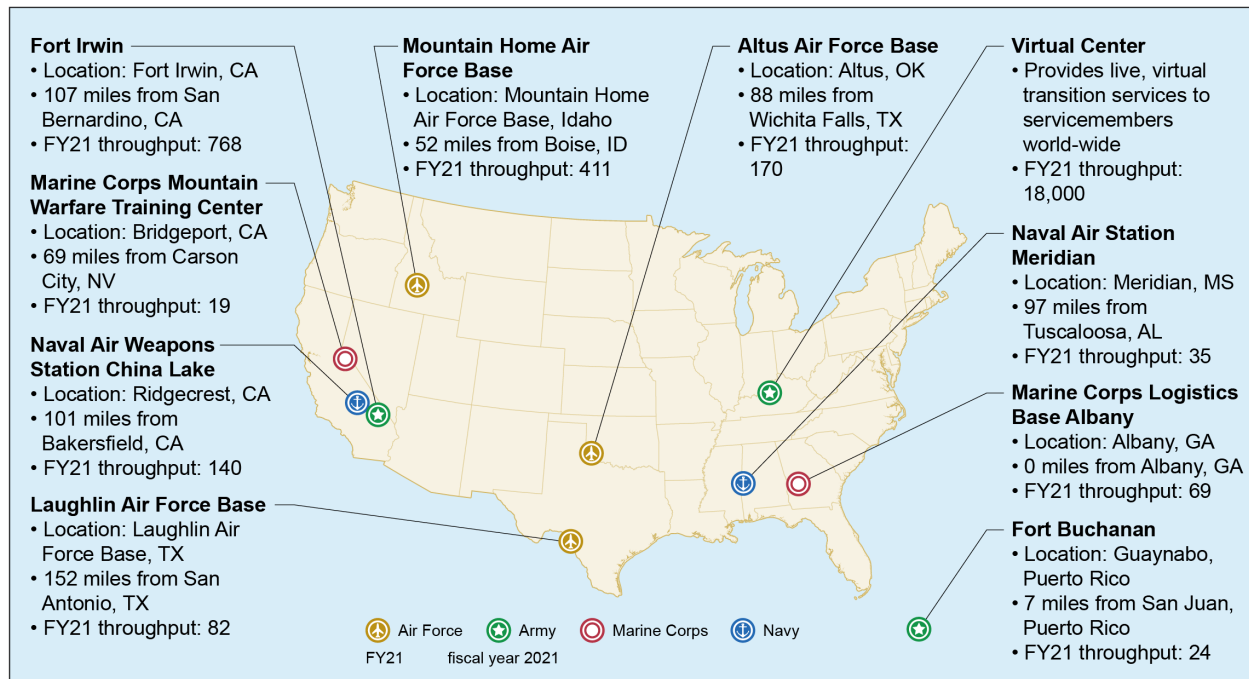 Fort Irwin
• Location: Fort Irwin, CA
• 107 miles from San
Bernardino, CA
• FY21 throughput: 768
Marine Corps Mountain
Warfare Training Center
• Location: Bridgeport, CA
• 69 miles from Carson
City, NV
• FY21 throughput: 19
Naval Air Weapons
Station China Lake
• Location: Ridgecrest, CA
• 101 miles from
Bakersfield, CA
• FY21 throughput: 140
Laughlin Air Force Base
• Location: Laughlin Air
Force Base, TX
• 152 miles from San
Antonio, TX
• FY21 throughput: 82
Mountain Home Air
Force Base
• Location: Mountain Home
Air Force Base, Idaho
• 52 miles from Boise, ID
• FY21 throughput: 411
Altus Air Force Base
• Location: Altus, OK
• 88 miles from
Wichita Falls, TX
• FY21 throughput:
170
Virtual Center
• Provides live, virtual
transition services to
servicemembers
world-wide
• FY21 throughput:
18,000
Naval Air Station
Meridian
• Location: Meridian, MS
• 97 miles from
Tuscaloosa, AL
• FY21 throughput: 35
Marine Corps Logistics
Base Albany
• Location: Albany, GA
• 0 miles from Albany, GA
• FY21 throughput: 69
Fort Buchanan
• Location: Guaynabo,
Puerto Rico
• 7 miles from San Juan,
Puerto Rico
• FY21 throughput: 24
Air Force Army Marine Corps Navy
FY21 fiscal year 2021